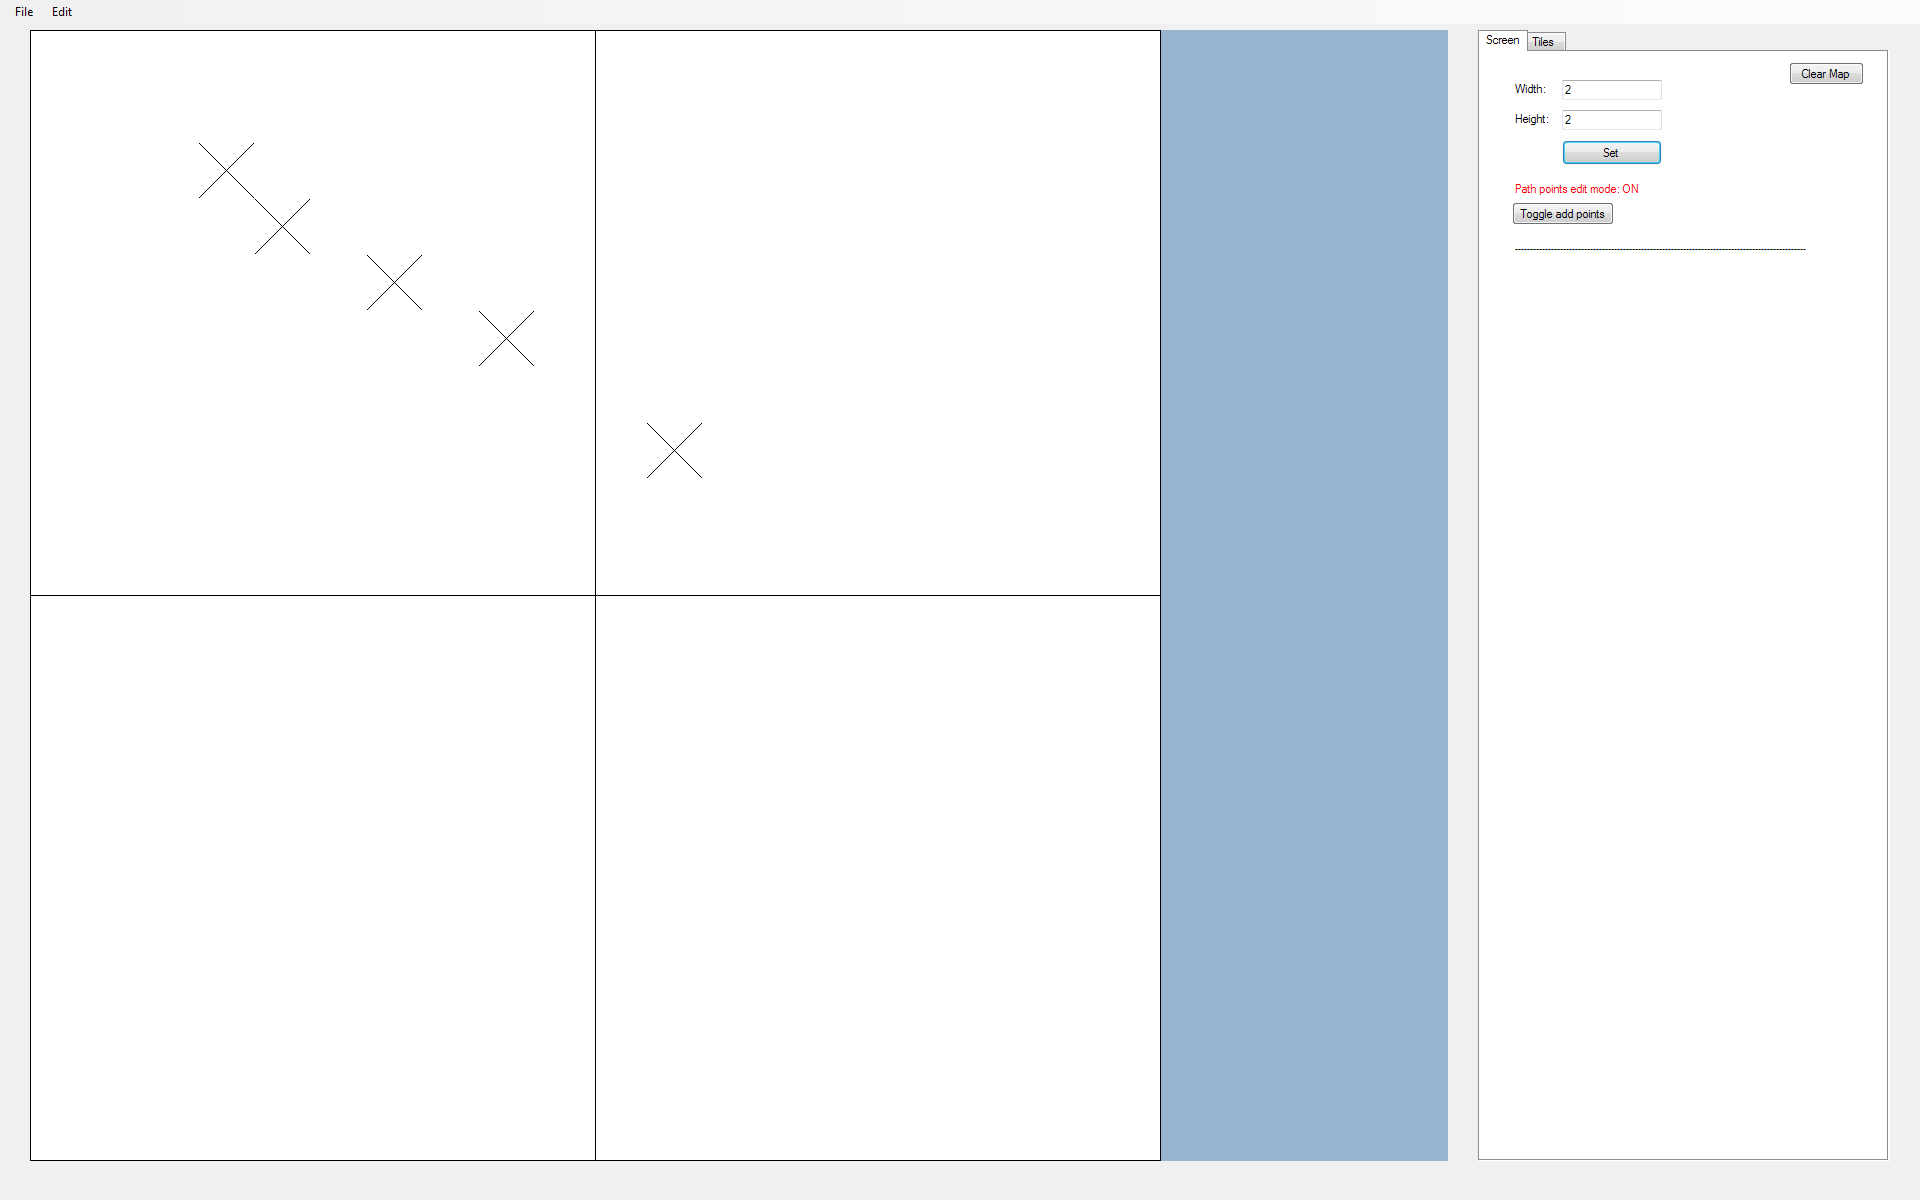 File Edit
Screen Tiles
Clear Map
Width: 2
Height: 2
Set
Path points edit mode: ON
Toggle add points